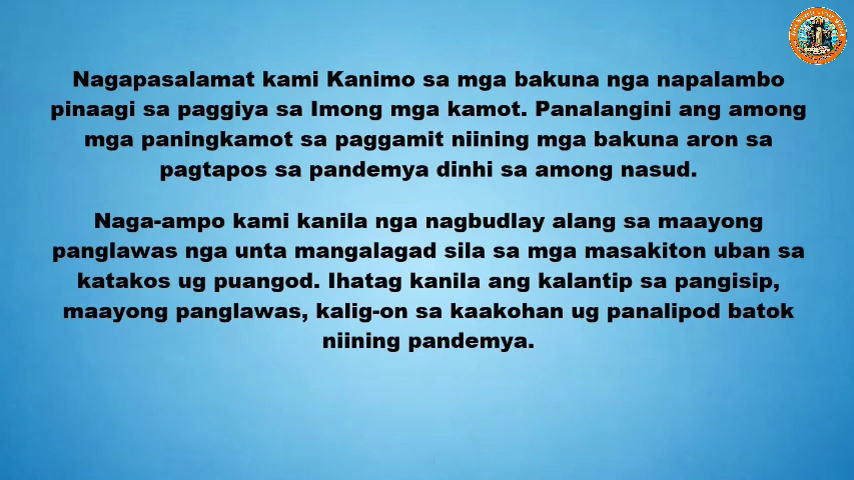 Nagapasalamat kami Kanimo sa mga bakuna nga napalambo
pinaagi sa paggiya sa Imong mga kamot. Panalangini ang among
mga paningkamot sa paggamit niining mga bakuna aron sa
pagtapos sa pandemya dinhi sa among nasud.
Naga-ampo kami kanila nga nagbudlay alang sa maayong
panglawas nga unta mangalagad sila sa mga masakiton uban sa
katakos ug puangod. Ihatag kanila ang kalantip sa pangisip,
maayong panglawas, kalig-on sa kaakohan ug panalipod batok
niining pandemya.